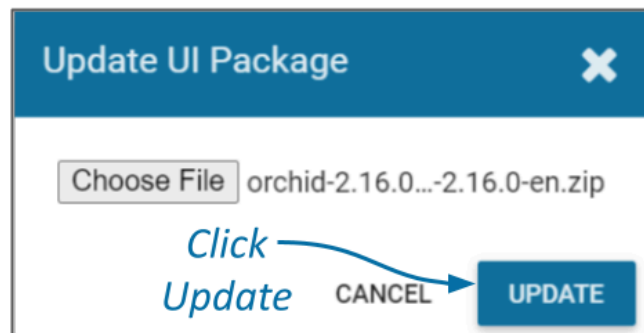 Update UI Package
Choose File orchid-2.16.0...-2.16.0-en.zip
Click
Update
CANCEL UPDATE